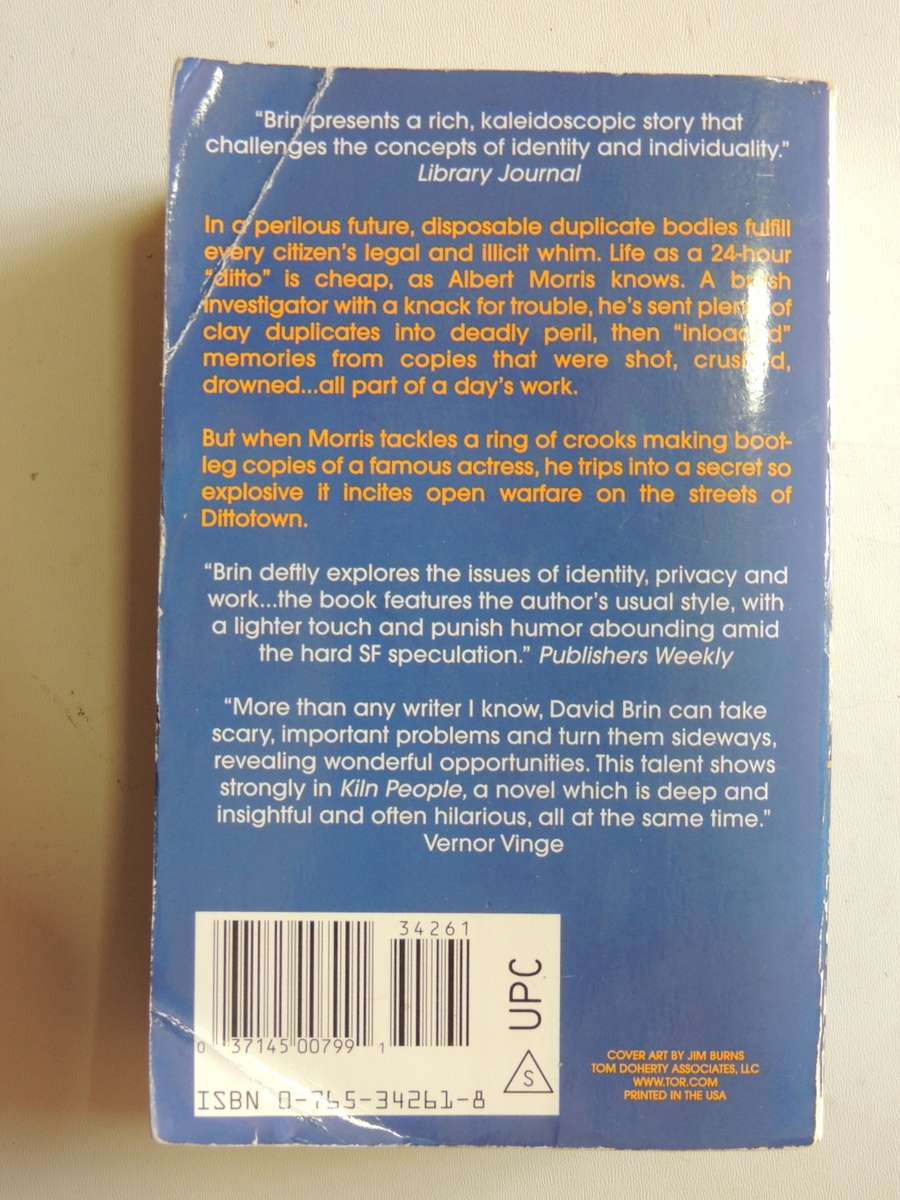 "Brin presents a rich, kaleidoscopic story that
challenges the concepts of identity and individuality."
Library Journal
In a perilous future, disposable duplicate bodies fulfill
every citizen's legal and illicit whim. Life as a 24-hour
"ditto" is cheap, as Albert Morris knows. A brash
investigator with a knack for trouble, he's sent plenty of
clay duplicates into deadly peril, then "inloaded"
memories from copies that were shot, crushed,
drowned...all part of a day's work.
But when Morris tackles a ring of crooks making boot-
leg copies of a famous actress, he trips into a secret so
explosive it incites open warfare on the streets of
Dittotown.
"Brin deftly explores the issues of identity, privacy and
work...the book features the author's usual style, with
a lighter touch and punish humor abounding amid
the hard SF speculation." Publishers Weekly
"More than any writer I know, David Brin can take
scary, important problems and turn them sideways,
revealing wonderful opportunities. This talent shows
strongly in Kiln People, a novel which is deep and
insightful and often hilarious, all at the same time."
Vernor Vinge
34261
0 37145 00799 1
UPC
S
ISBN 0-765-34261-8
COVER ART BY JIM BURNS
TOM DOHERTY ASSOCIATES, LLC
WWW.TOR.COM
PRINTED IN THE USA